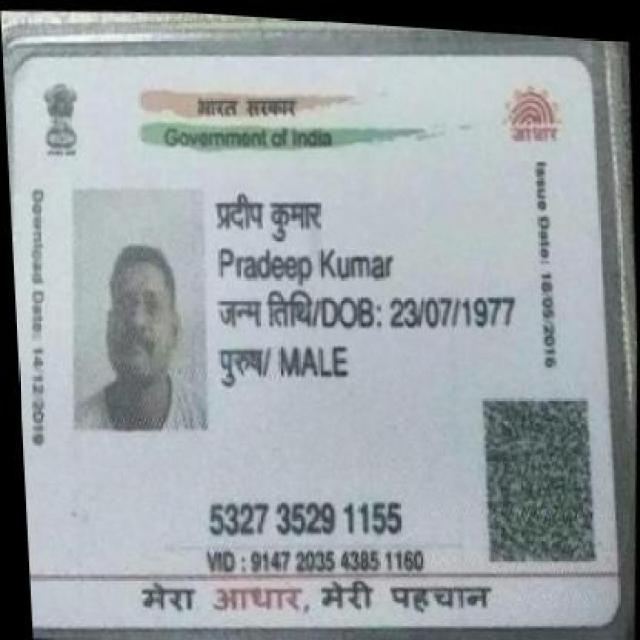 भारत सरकार
Government of India
आधार
Issue Date: 18/05/2016
Download Date: 14/12/2019
प्रदीप कुमार
Pradeep Kumar
जन्म तिथि/DOB: 23/07/1977
पुरुष/ MALE
5327 3529 1155
VID : 9147 2035 4385 1160
मेरा आधार, मेरी पहचान